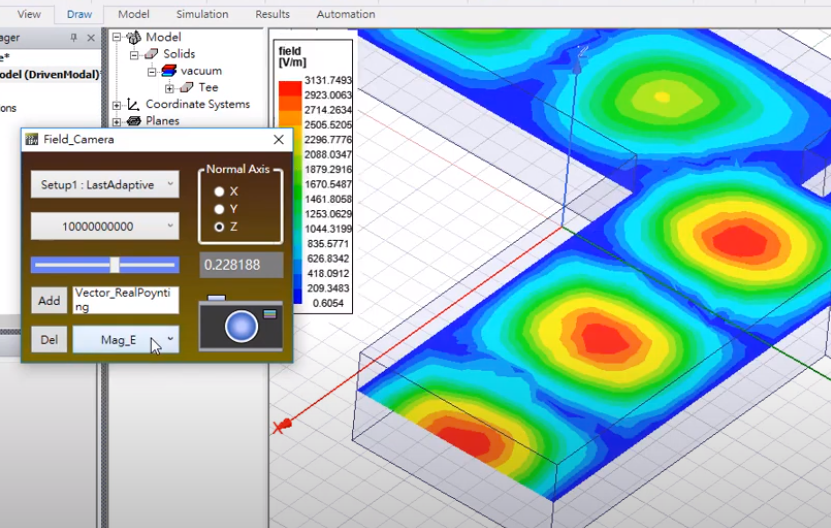 View Draw Model Simulation Results Automation
ager
e*
odel (DrivenModal)*
ons
Model
Solids
vacuum
Tee
Coordinate Systems
Planes
field
[V/m]
3131.7493
2923.0063
2714.2634
2505.5205
2296.7776
2088.0347
1879.2916
1670.5487
1461.8058
1253.0629
1044.3199
835.5771
626.8342
418.0912
209.3483
0.6054
Field_Camera
Setup1 : LastAdaptive
10000000000
Normal Axis
X
Y
Z
0.228188
Add
Vector_RealPoynti
ng
Del
Mag_E
Z
X